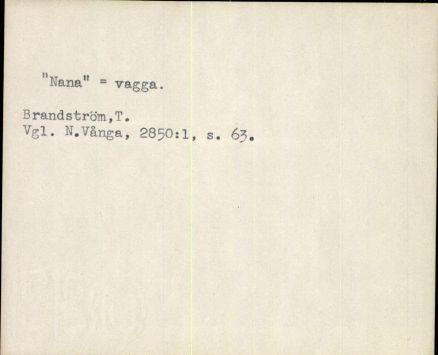 "Nana" = vagga.
Brandström,T.
Vgl. N.Vånga, 2850:1, s. 63.